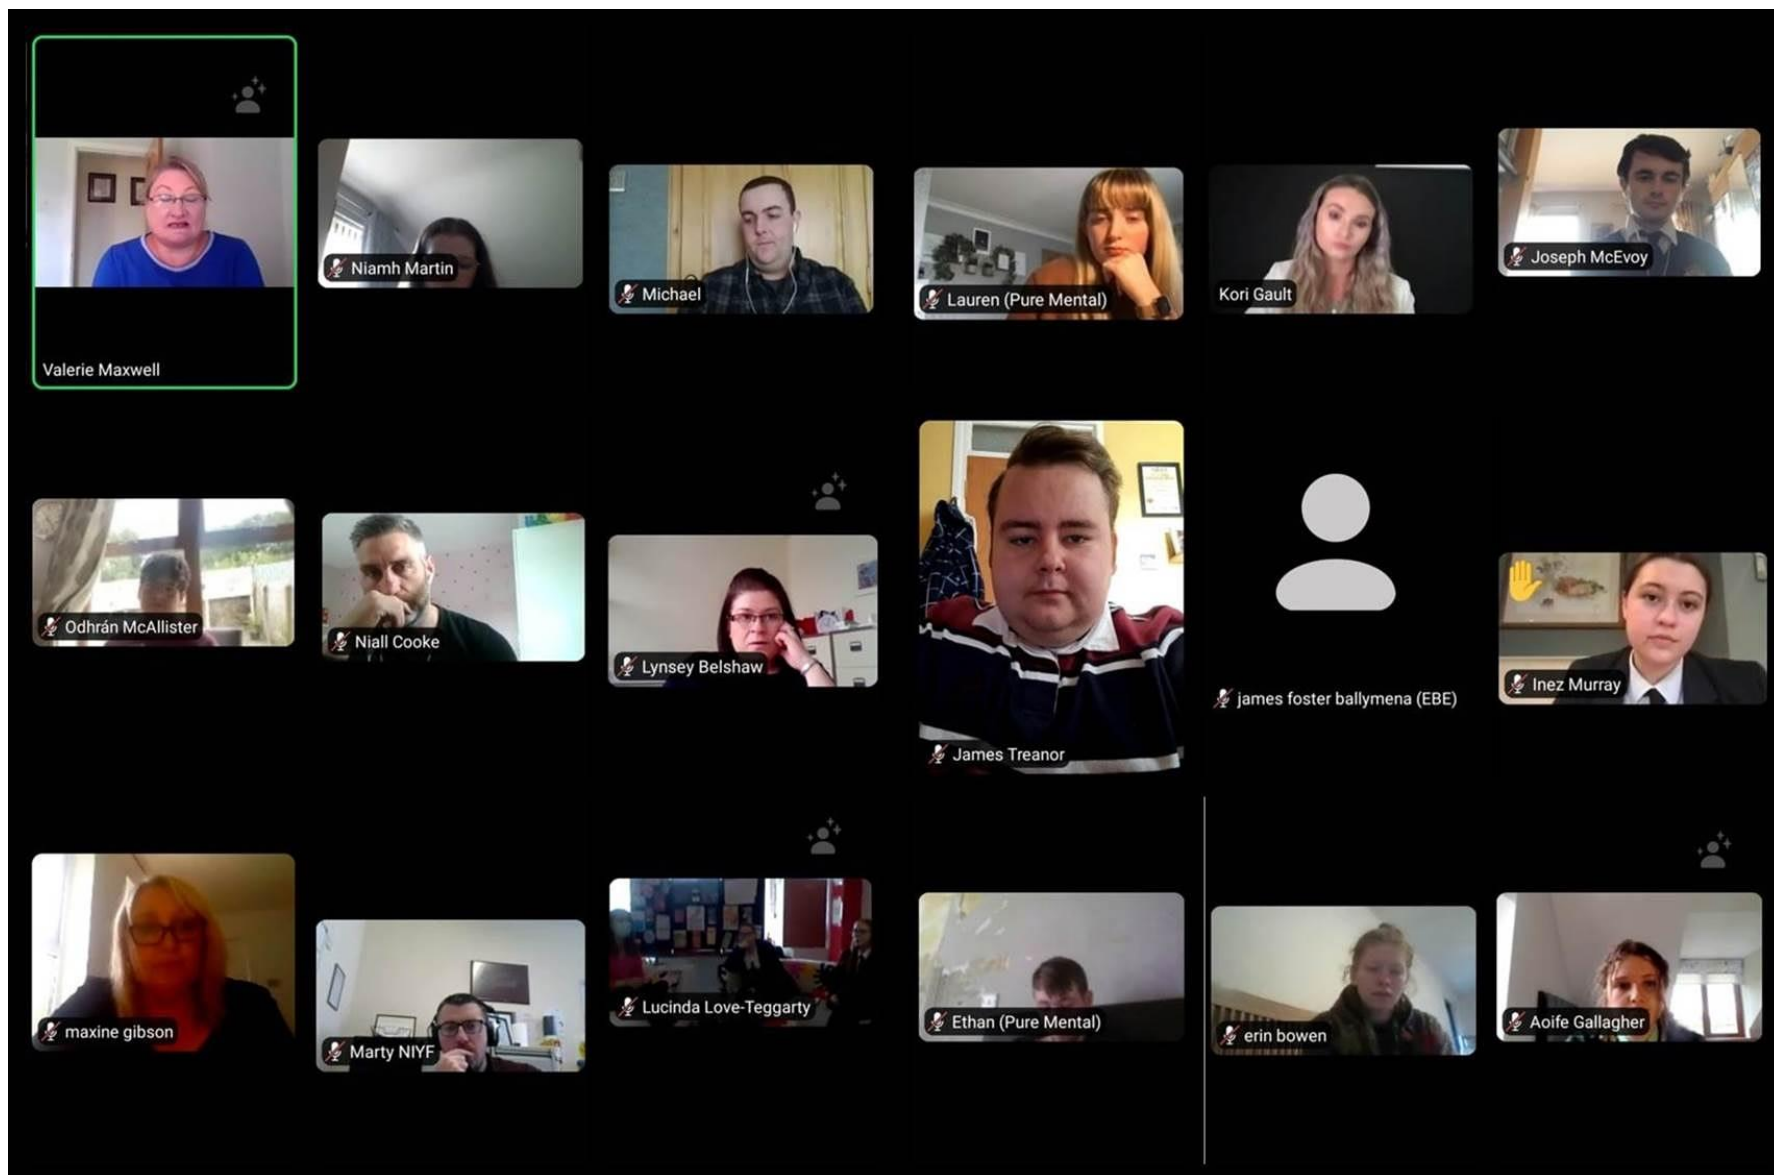 Valerie Maxwell
Niamh Martin
Michael
Lauren (Pure Mental)
Kori Gault
Joseph McEvoy
Odhrán McAllister
Niall Cooke
Lynsey Belshaw
James Treanor
james foster ballymena (EBE)
Inez Murray
maxine gibson
Marty NIYF
Lucinda Love-Teggarty
Ethan (Pure Mental)
erin bowen
Aoife Gallagher